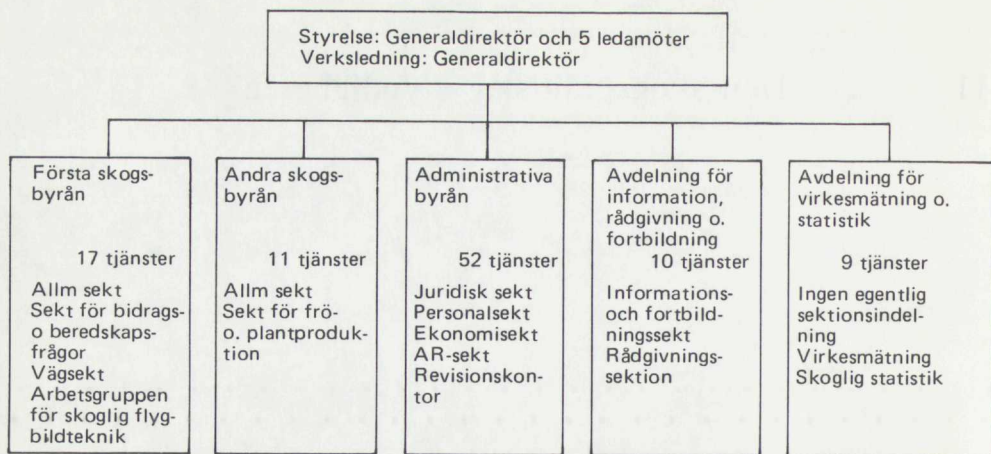 Styrelse: Generaldirektör och 5 ledamöter
Verksledning: Generaldirektör
Första skogs-
byrån
17 tjänster
Allm sekt
Sekt för bidrags-
o beredskaps-
frågor
Vägsekt
Arbetsgruppen
för skoglig flyg-
bildteknik
Andra skogs-
byrån
11 tjänster
Allm sekt
Sekt för frö-
o. plantproduk-
tion
Administrativa
byrån
52 tjänster
Juridisk sekt
Personalsekt
Ekonomisekt
AR-sekt
Revisionskon-
tor
Avdelning för
information,
rådgivning o.
fortbildning
10 tjänster
Informations-
och fortbild-
ningssekt
Rådgivnings-
sektion
Avdelning för
virkesmätning o.
statistik
9 tjänster
Ingen egentlig
sektionsindel-
ning
Virkesmätning
Skoglig statistik